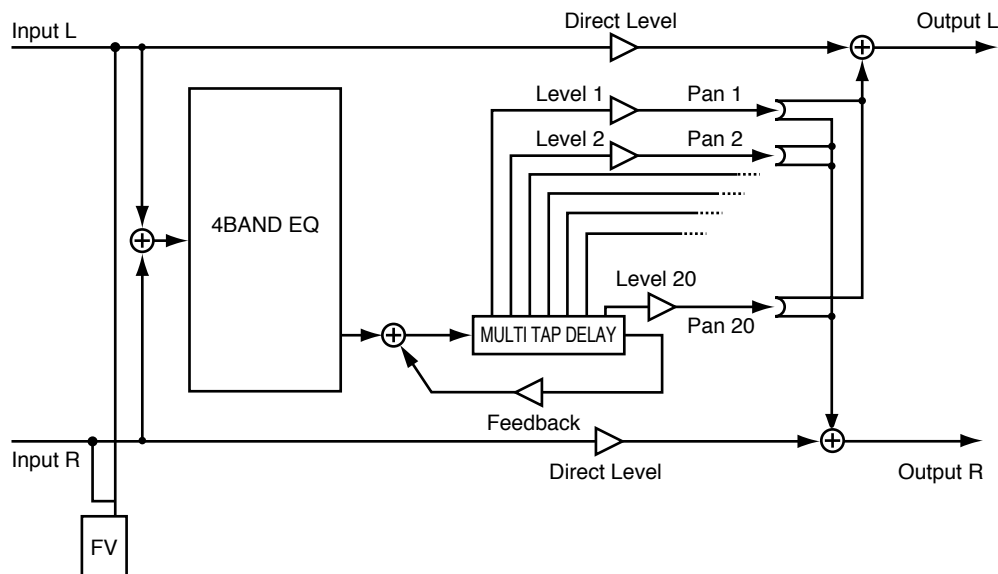 Input L
Direct Level
Output L
Level 1
Pan 1
Level 2
Pan 2
4BAND EQ
Level 20
Pan 20
MULTI TAP DELAY
Feedback
Input R
Direct Level
Output R
FV